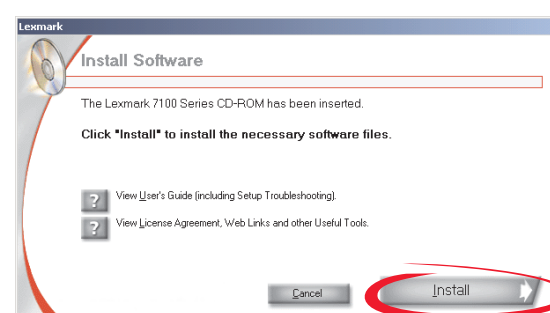 Lexmark
Install Software
The Lexmark 7100 Series CD-ROM has been inserted.
Click "Install" to install the necessary software files.
? View User's Guide (including Setup Troubleshooting).
? View License Agreement, Web Links and other Useful Tools.
Cancel
Install